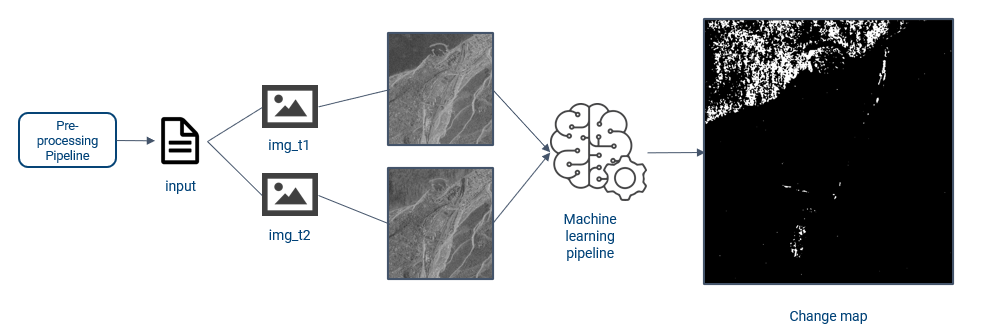 Pre-
processing
Pipeline
input
img_t1
img_t2
Machine
learning
pipeline
Change map